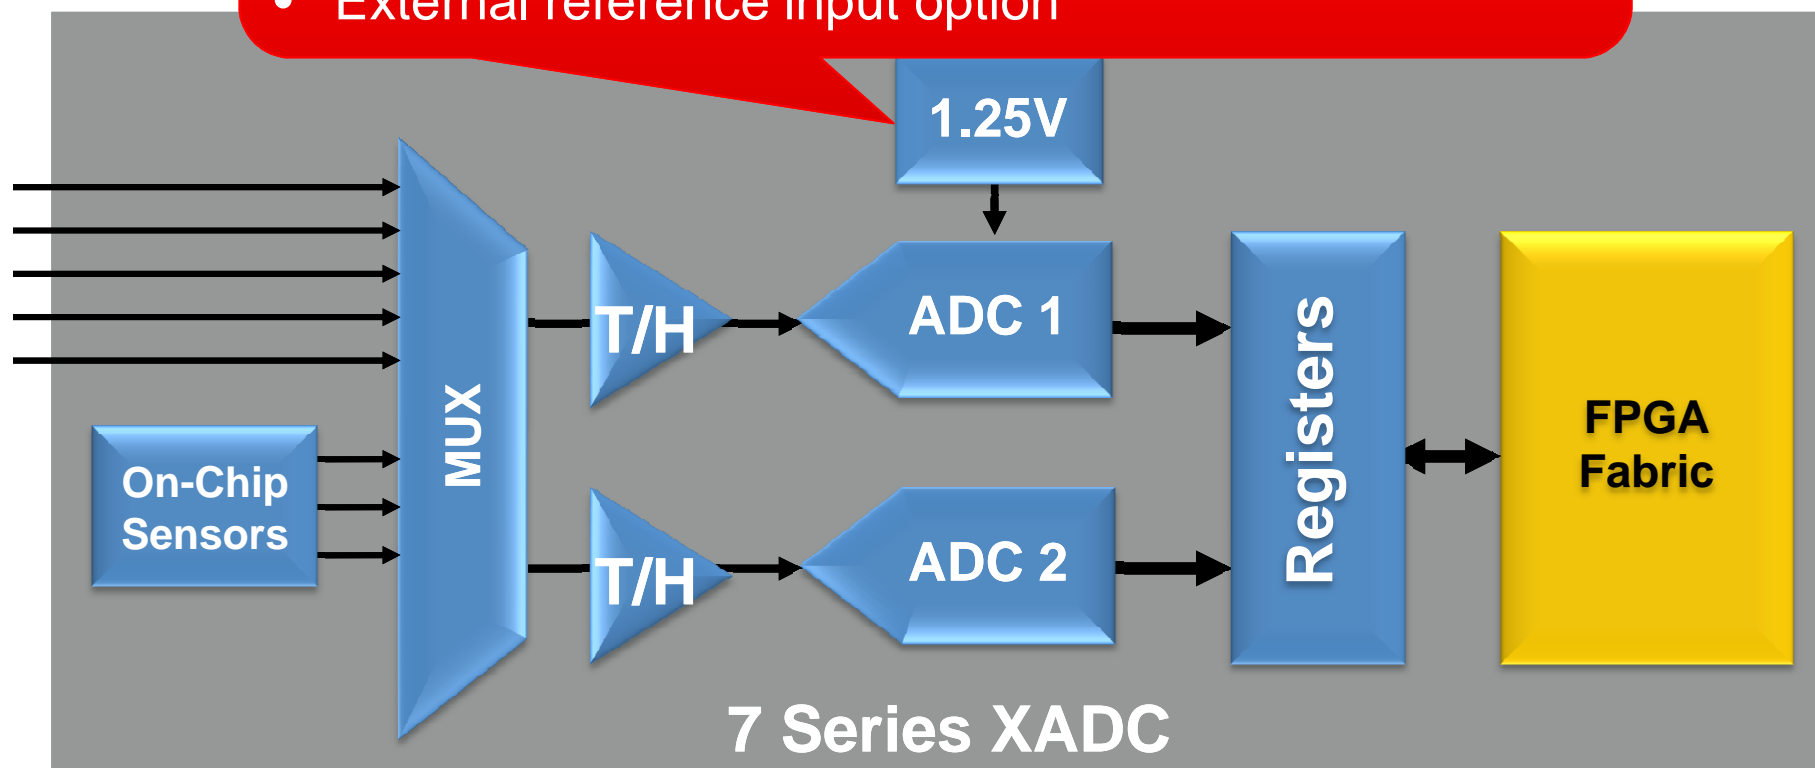 • External reference input option
1.25V
T/H
ADC 1
MUX
On-Chip
Sensors
T/H
ADC 2
Registers
FPGA
Fabric
7 Series XADC